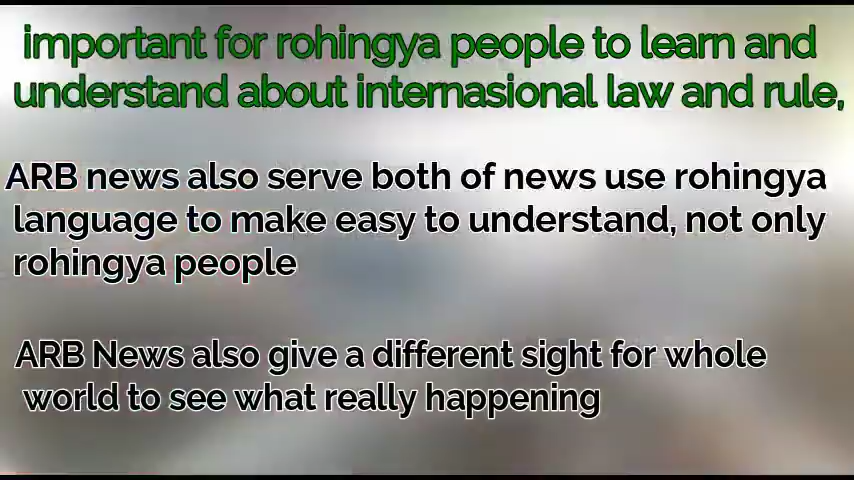 important for rohingya people to learn and
understand about internasional law and rule,
ARB news also serve both of news use rohingya
language to make easy to understand, not only
rohingya people
ARB News also give a different sight for whole
world to see what really happening